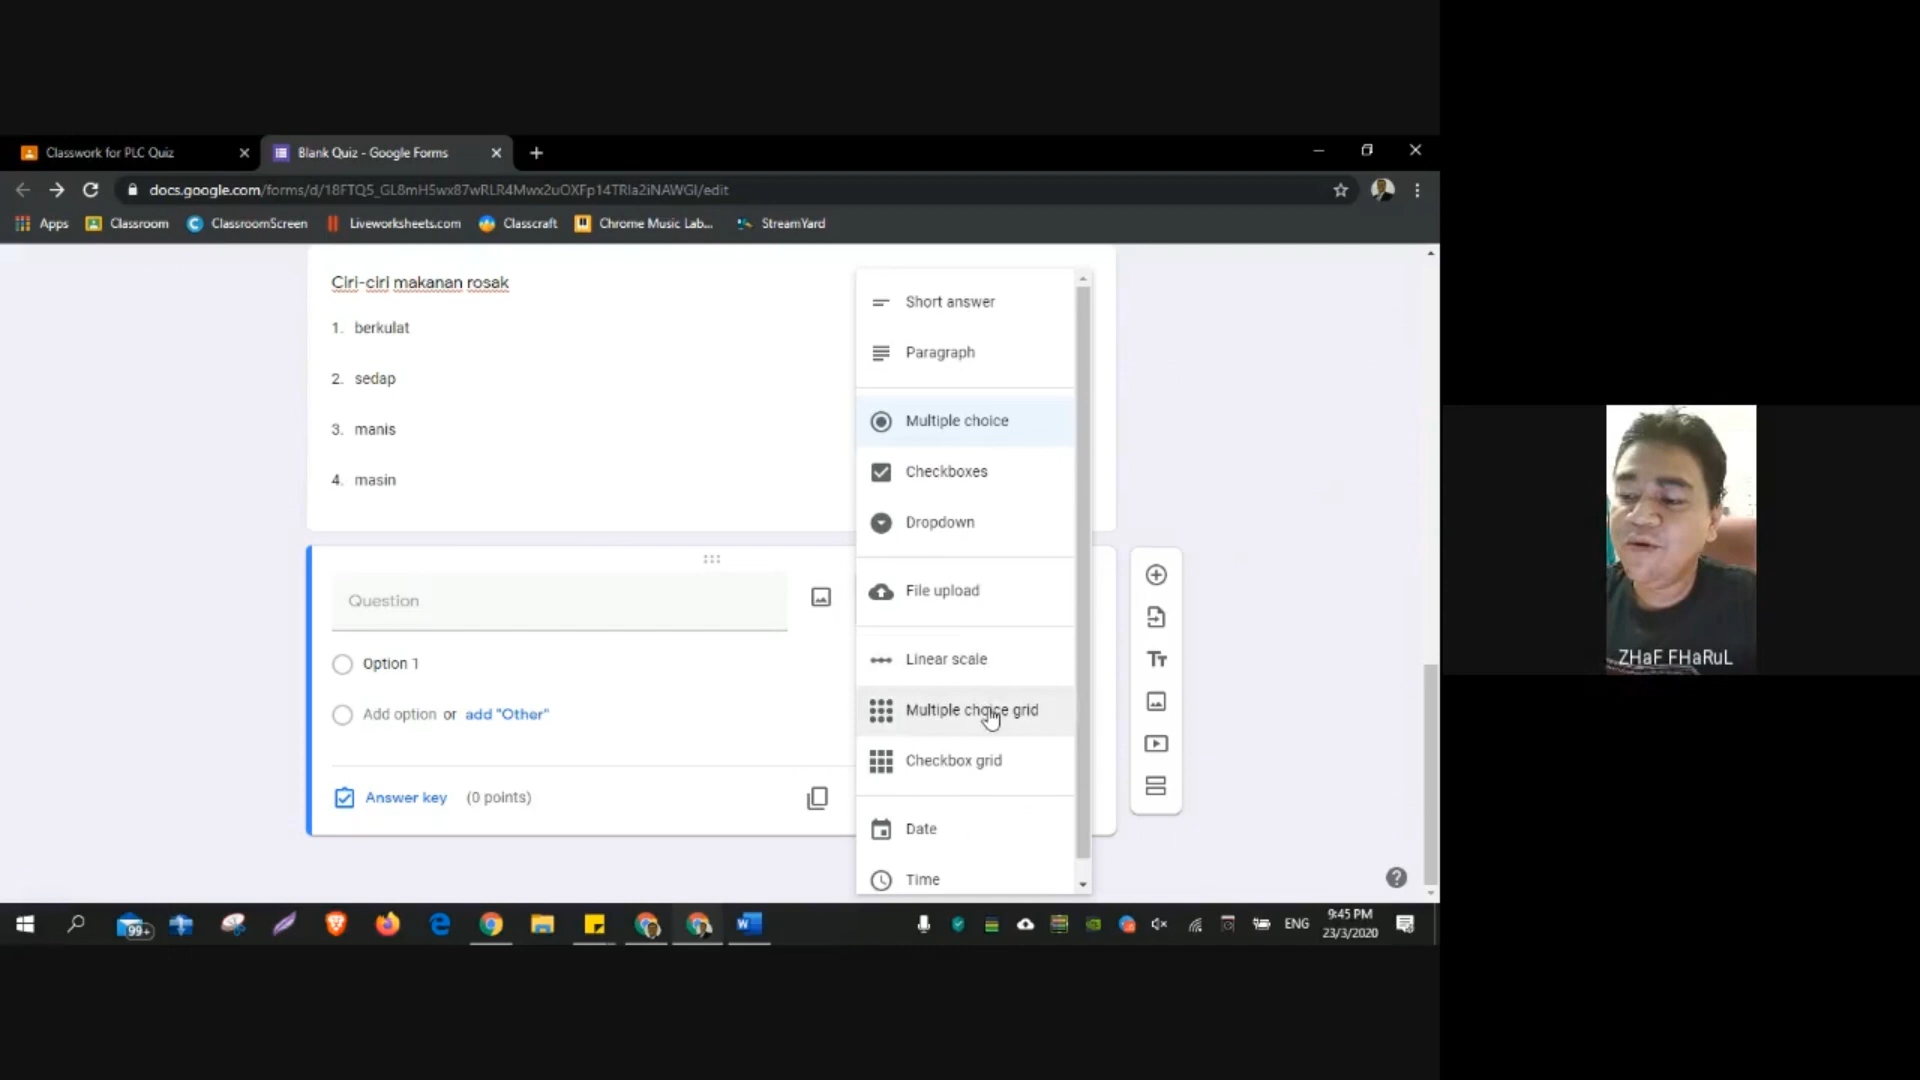 Classwork for PLC Quiz
Blank Quiz - Google Forms
docs.google.com/forms/d/18FTQ5_GL8mH5wx87wRLR4Mwx2uOXFp14TRla2iNAWGI/edit
Apps Classroom ClassroomScreen Liveworksheets.com Classcraft Chrome Music Lab... StreamYard
Ciri-ciri makanan rosak
1. berkulat
2. sedap
3. manis
4. masin
Short answer
Paragraph
Multiple choice
Checkboxes
Dropdown
File upload
Linear scale
Multiple choice grid
Checkbox grid
Date
Time
Question
Option 1
Add option or add "Other"
Answer key (0 points)
Tт
ZHaF FHaRuL
99+
ENG
9:45 PM
23/3/2020